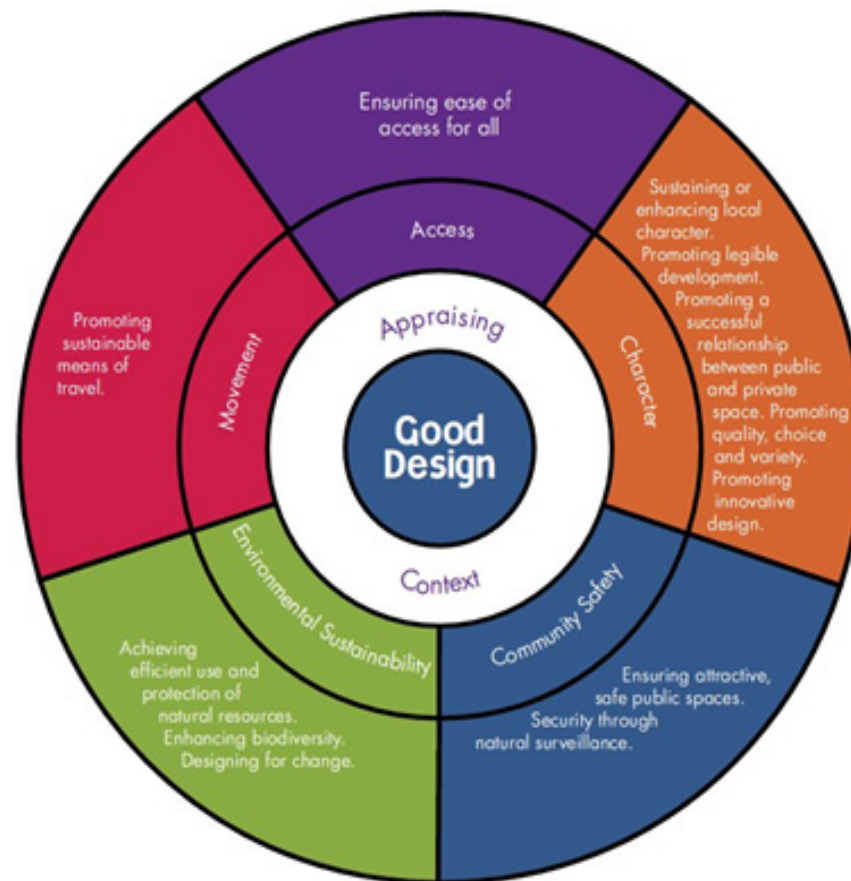 Ensuring ease of
access for all
Access
Sustaining or
enhancing local
character.
Promoting legible
development.
Promoting a
successful
relationship
between public
and private
space. Promoting
quality, choice
and variety.
Promoting
innovative
design.
Character
Ensuring attractive,
safe public spaces.
Security through
natural surveillance.
Community Safety
Achieving
efficient use and
protection of
natural resources.
Enhancing biodiversity.
Designing for change.
Environmental Sustainability
Promoting
sustainable
means of
travel.
Movement
Appraising
Context
Good
Design